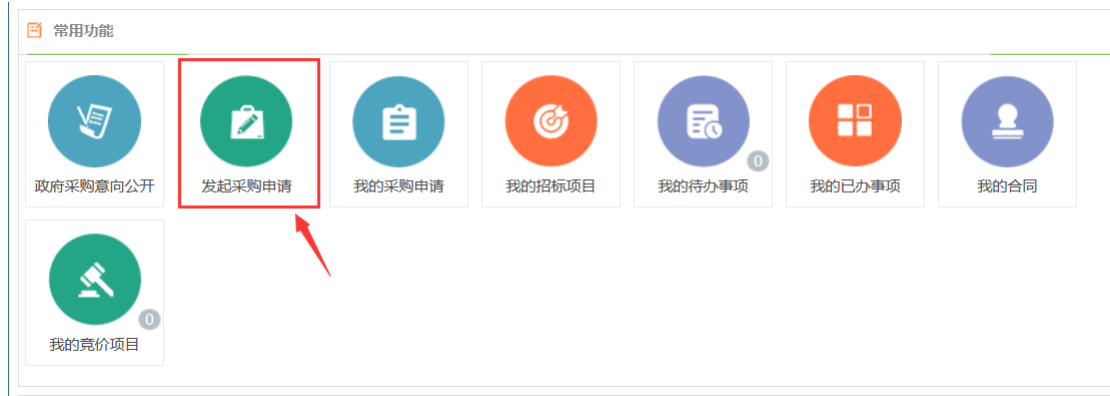 常用功能
政府采购意向公开
发起采购申请
我的采购申请
我的招标项目
0
我的待办事项
我的已办事项
我的合同
0
我的竞价项目